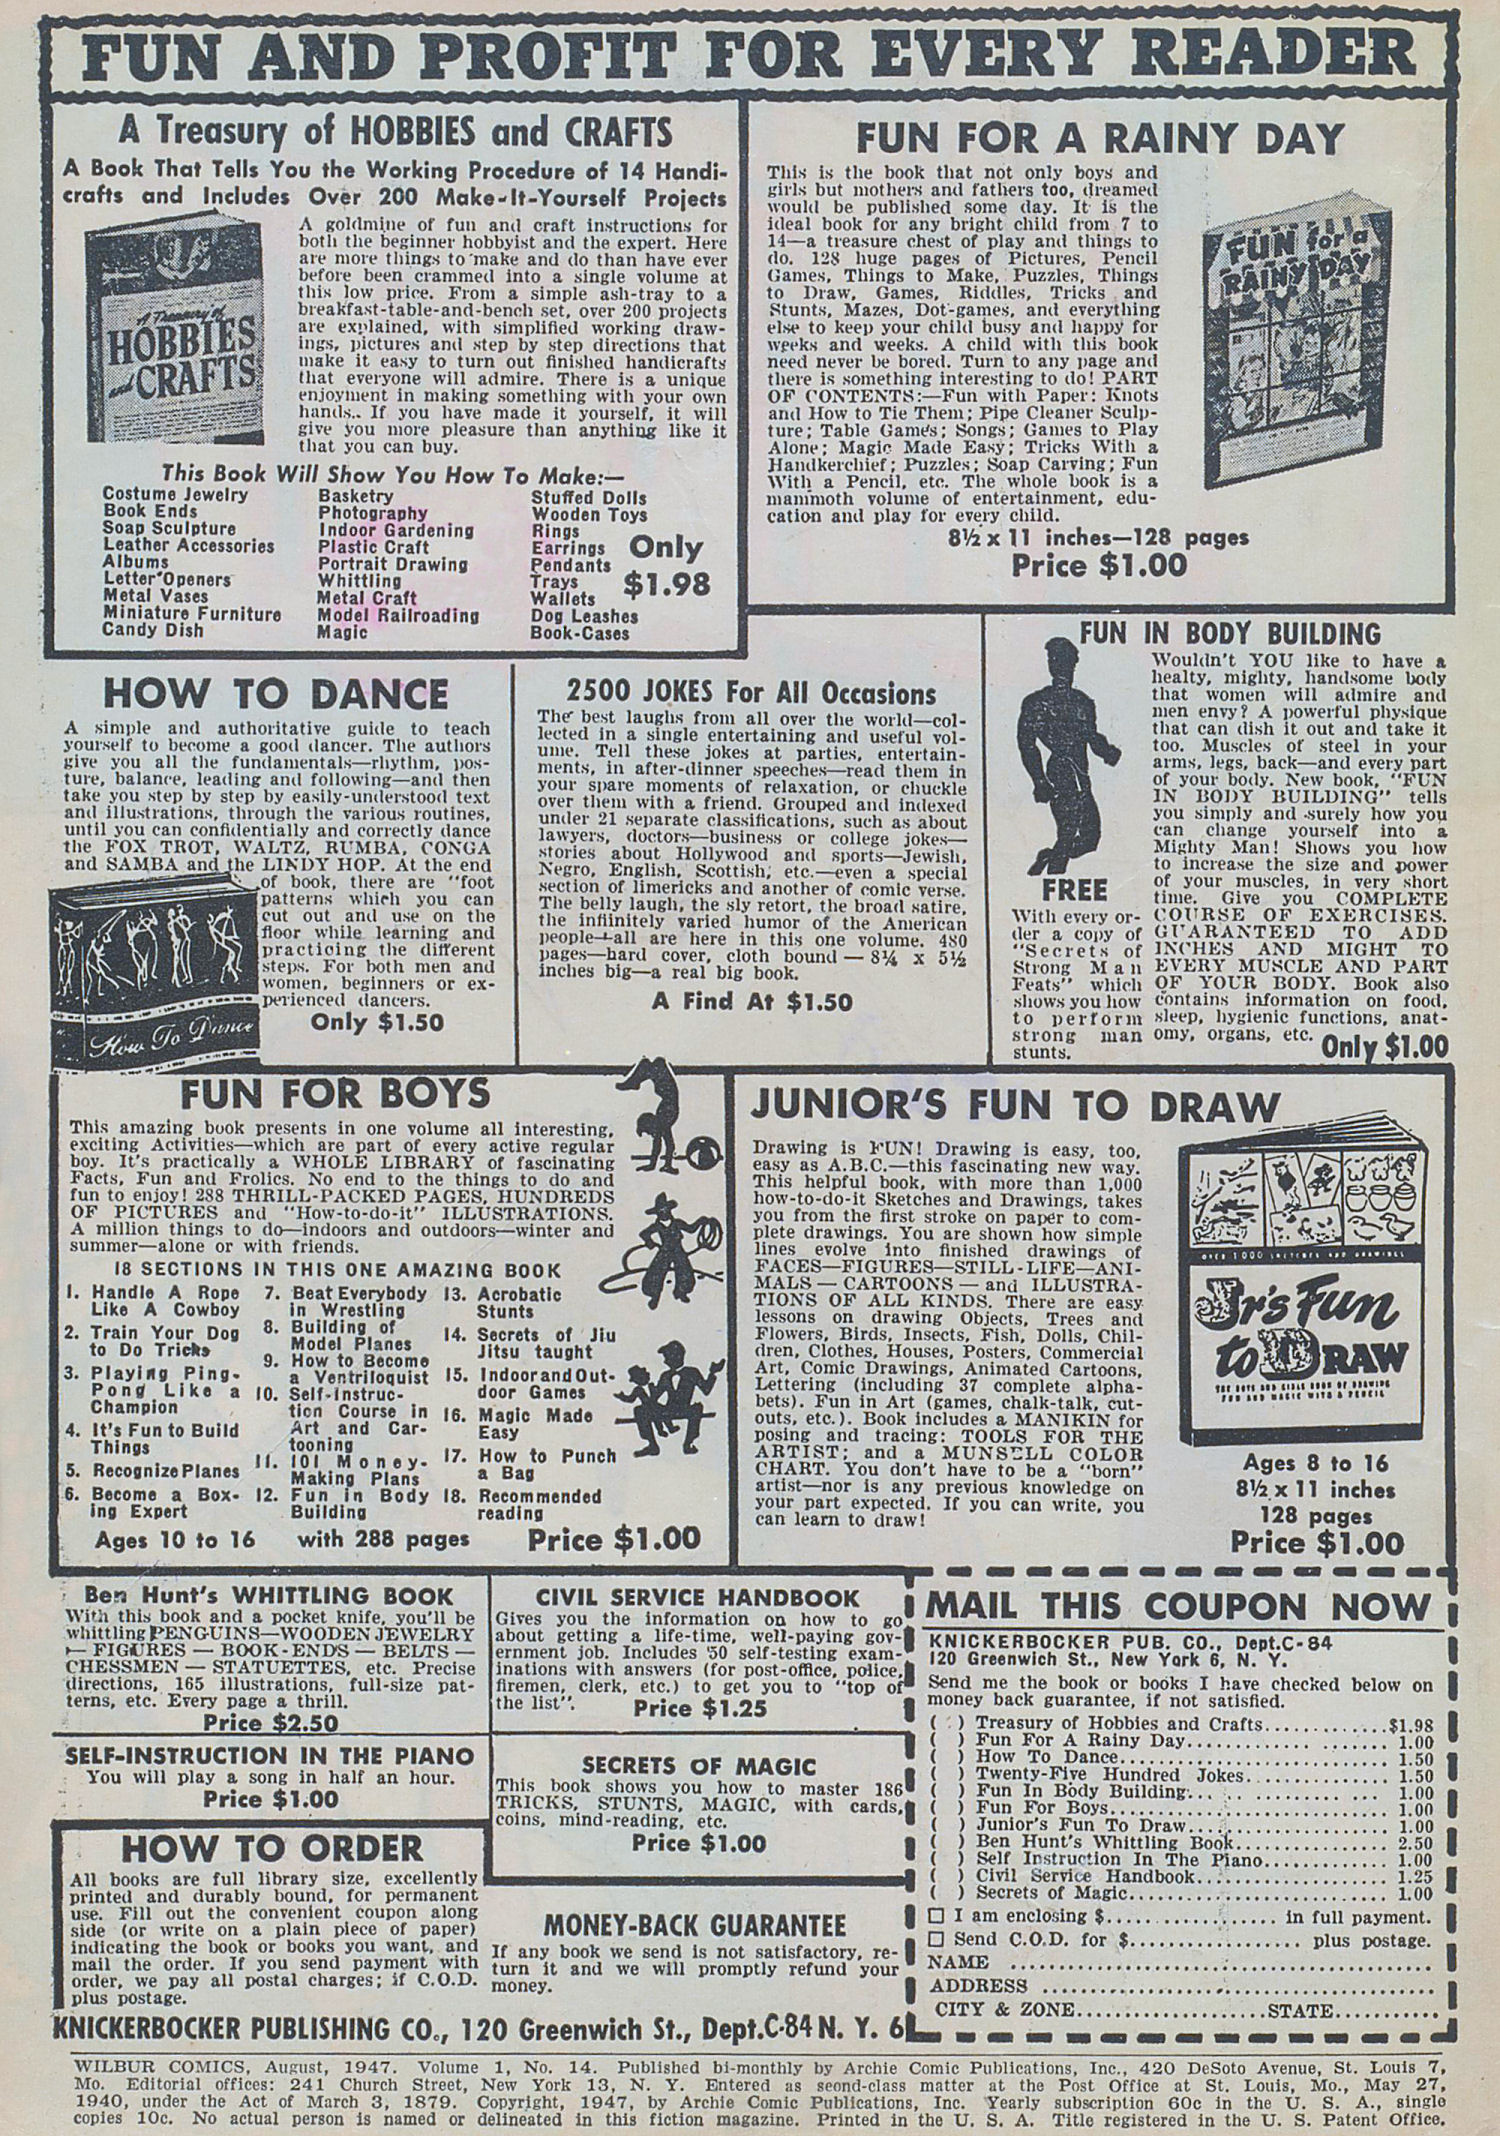 FUN AND PROFIT FOR EVERY READER
A Treasury of HOBBIES and CRAFTS
A Book That Tells You the Working Procedure of 14 Handi-
crafts and Includes Over 200 Make-It-Yourself Projects
A Treasury of
HOBBIES
and CRAFTS
A goldmine of fun and craft instructions for
both the beginner hobbyist and the expert. Here
are more things to make and do than have ever
before been crammed into a single volume at
this low price. From a simple ash-tray to a
breakfast-table-and-bench set, over 200 projects
are explained, with simplified working draw-
ings, pictures and step by step directions that
make it easy to turn out finished handicrafts
that everyone will admire. There is a unique
enjoyment in making something with your own
hands.. If you have made it yourself, it will
give you more pleasure than anything like it
that you can buy.
This Book Will Show You How To Make:—
Costume Jewelry
Book Ends
Soap Sculpture
Leather Accessories
Albums
Letter Openers
Metal Vases
Miniature Furniture
Candy Dish
Basketry
Photography
Indoor Gardening
Plastic Craft
Portrait Drawing
Whittling
Metal Craft
Model Railroading
Magic
Stuffed Dolls
Wooden Toys
Rings
Earrings
Pendants
Trays
Wallets
Dog Leashes
Book-Cases
Only
$1.98
FUN FOR A RAINY DAY
This is the book that not only boys and
girls but mothers and fathers too, dreamed
would be published some day. It is the
ideal book for any bright child from 7 to
14—a treasure chest of play and things to
do. 128 huge pages of Pictures, Pencil
Games, Things to Make, Puzzles, Things
to Draw, Games, Riddles, Tricks and
Stunts, Mazes, Dot-games, and everything
else to keep your child busy and happy for
weeks and weeks. A child with this book
need never be bored. Turn to any page and
there is something interesting to do! PART
OF CONTENTS:—Fun with Paper: Knots
and How to Tie Them; Pipe Cleaner Sculp-
ture; Table Games; Songs; Games to Play
Alone; Magic Made Easy; Tricks With a
Handkerchief; Puzzles; Soap Carving; Fun
With a Pencil, etc. The whole book is a
mammoth volume of entertainment, edu-
cation and play for every child.
FUN for a
RAINY DAY
8½ x 11 inches—128 pages
Price $1.00
HOW TO DANCE
A simple and authoritative guide to teach
yourself to become a good dancer. The authors
give you all the fundamentals—rhythm, pos-
ture, balance, leading and following—and then
take you step by step by easily-understood text
and illustrations, through the various routines,
until you can confidentially and correctly dance
the FOX TROT, WALTZ, RUMBA, CONGA
and SAMBA and the LINDY HOP. At the end
of book, there are "foot
patterns which you can
cut out and use on the
floor while learning and
practicing the different
steps. For both men and
women, beginners or ex-
perienced dancers.
Only $1.50
How To Dance
2500 JOKES For All Occasions
The best laughs from all over the world—col-
lected in a single entertaining and useful vol-
ume. Tell these jokes at parties, entertain-
ments, in after-dinner speeches—read them in
your spare moments of relaxation, or chuckle
over them with a friend. Grouped and indexed
under 21 separate classifications, such as about
lawyers, doctors—business or college jokes—
stories about Hollywood and sports—Jewish,
Negro, English, Scottish, etc.—even a special
section of limericks and another of comic verse.
The belly laugh, the sly retort, the broad satire,
the infiinitely varied humor of the American
people—all are here in this one volume. 480
pages—hard cover, cloth bound — 8¼ x 5½
inches big—a real big book.
A Find At $1.50
FUN IN BODY BUILDING
Wouldn't YOU like to have a
healty, mighty, handsome body
that women will admire and
men envy? A powerful physique
that can dish it out and take it
too. Muscles of steel in your
arms, legs, back—and every part
of your body. New book, "FUN
IN BODY BUILDING" tells
you simply and surely how you
can change yourself into a
Mighty Man! Shows you how
to increase the size and power
of your muscles, in very short
time. Give you COMPLETE
COURSE OF EXERCISES.
GUARANTEED TO ADD
INCHES AND MIGHT TO
EVERY MUSCLE AND PART
OF YOUR BODY. Book also
contains information on food,
sleep, hygienic functions, anat-
omy, organs, etc. Only $1.00
FREE
With every or-
der a copy of
"Secrets of
Strong Man
Feats" which
shows you how
to perform
strong man
stunts.
FUN FOR BOYS
This amazing book presents in one volume all interesting,
exciting Activities—which are part of every active regular
boy. It's practically a WHOLE LIBRARY of fascinating
Facts, Fun and Frolics. No end to the things to do and
fun to enjoy! 288 THRILL-PACKED PAGES, HUNDREDS
OF PICTURES and "How-to-do-it" ILLUSTRATIONS.
A million things to do—indoors and outdoors—winter and
summer—alone or with friends.
18 SECTIONS IN THIS ONE AMAZING BOOK
1. Handle A Rope
Like A Cowboy
2. Train Your Dog
to Do Tricks
3. Playing Ping-
Pong Like a
Champion
4. It's Fun to Build
Things
5. Recognize Planes
6. Become a Box-
ing Expert
7. Beat Everybody
in Wrestling
8. Building of
Model Planes
9. How to Become
a Ventriloquist
10. Self-Instruc-
tion Course in
Art and Car-
tooning
11. 101 Money-
Making Plans
12. Fun in Body
Building
13. Acrobatic
Stunts
14. Secrets of Jiu
Jitsu taught
15. Indoor and Out-
door Games
16. Magic Made
Easy
17. How to Punch
a Bag
18. Recommended
reading
Ages 10 to 16 with 288 pages Price $1.00
JUNIOR'S FUN TO DRAW
Drawing is FUN! Drawing is easy, too,
easy as A.B.C.—this fascinating new way.
This helpful book, with more than 1,000
how-to-do-it Sketches and Drawings, takes
you from the first stroke on paper to com-
plete drawings. You are shown how simple
lines evolve into finished drawings of
FACES—FIGURES—STILL-LIFE—ANI-
MALS — CARTOONS — and ILLUSTRA-
TIONS OF ALL KINDS. There are easy
lessons on drawing Objects, Trees and
Flowers, Birds, Insects, Fish, Dolls, Chil-
dren, Clothes, Houses, Posters, Commercial
Art, Comic Drawings, Animated Cartoons,
Lettering (including 37 complete alpha-
bets). Fun in Art (games, chalk-talk, cut-
outs, etc.). Book includes a MANIKIN for
posing and tracing: TOOLS FOR THE
ARTIST; and a MUNSELL COLOR
CHART. You don't have to be a "born"
artist—nor is any previous knowledge on
your part expected. If you can write, you
can learn to draw!
OVER 1000 SKETCHES AND DRAWINGS
Jr's Fun
to DRAW
THE BOYS AND GIRLS BOOK OF DRAWING
FUN AND MAGIC WITH A PENCIL
Ages 8 to 16
8½ x 11 inches
128 pages
Price $1.00
Ben Hunt's WHITTLING BOOK
With this book and a pocket knife, you'll be
whittling PENGUINS—WOODEN JEWELRY
— FIGURES — BOOK-ENDS — BELTS —
CHESSMEN — STATUETTES, etc. Precise
directions, 165 illustrations, full-size pat-
terns, etc. Every page a thrill.
Price $2.50
SELF-INSTRUCTION IN THE PIANO
You will play a song in half an hour.
Price $1.00
CIVIL SERVICE HANDBOOK
Gives you the information on how to go
about getting a life-time, well-paying gov-
ernment job. Includes 50 self-testing exam-
inations with answers (for post-office, police,
firemen, clerk, etc.) to get you to "top of
the list". Price $1.25
SECRETS OF MAGIC
This book shows you how to master 186
TRICKS, STUNTS, MAGIC, with cards,
coins, mind-reading, etc.
Price $1.00
HOW TO ORDER
All books are full library size, excellently
printed and durably bound, for permanent
use. Fill out the convenient coupon along
side (or write on a plain piece of paper)
indicating the book or books you want, and
mail the order. If you send payment with
order, we pay all postal charges; if C.O.D.
plus postage.
MONEY-BACK GUARANTEE
If any book we send is not satisfactory, re-
turn it and we will promptly refund your
money.
KNICKERBOCKER PUBLISHING CO., 120 Greenwich St., Dept.C-84 N. Y. 6
MAIL THIS COUPON NOW
KNICKERBOCKER PUB. CO., Dept.C-84
120 Greenwich St., New York 6, N. Y.
Send me the book or books I have checked below on
money back guarantee, if not satisfied.
( ) Treasury of Hobbies and Crafts.............$1.98
( ) Fun For A Rainy Day.................... 1.00
( ) How To Dance........................... 1.50
( ) Twenty-Five Hundred Jokes.............. 1.50
( ) Fun In Body Building................... 1.00
( ) Fun For Boys........................... 1.00
( ) Junior's Fun To Draw................... 1.00
( ) Ben Hunt's Whittling Book.............. 2.50
( ) Self Instruction In The Piano............ 1.00
( ) Civil Service Handbook.................. 1.25
( ) Secrets of Magic......................... 1.00
☐ I am enclosing $.................. in full payment.
☐ Send C.O.D. for $.................. plus postage.
NAME ..........................................
ADDRESS .......................................
CITY & ZONE....................STATE...........
WILBUR COMICS, August, 1947. Volume 1, No. 14. Published bi-monthly by Archie Comic Publications, Inc., 420 DeSoto Avenue, St. Louis 7,
Mo. Editorial offices: 241 Church Street, New York 13, N. Y. Entered as seond-class matter at the Post Office at St. Louis, Mo., May 27,
1940, under the Act of March 3, 1879. Copyright, 1947, by Archie Comic Publications, Inc. Yearly subscription 60c in the U. S. A., single
copies 10c. No actual person is named or delineated in this fiction magazine. Printed in the U. S. A. Title registered in the U. S. Patent Office.